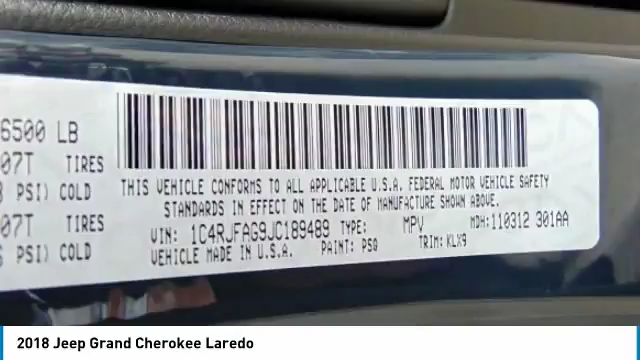 6500 LB
07T TIRES
PSI) COLD
07T TIRES
PSI) COLD
THIS VEHICLE CONFORMS TO ALL APPLICABLE U.S.A. FEDERAL MOTOR VEHICLE SAFETY
STANDARDS IN EFFECT ON THE DATE OF MANUFACTURE SHOWN ABOVE.
VIN: 1C4RJFAG9JC189489 TYPE: MPV MDH: 110312 301AA
VEHICLE MADE IN U.S.A. PAINT: PS0 TRIM: KLX9
2018 Jeep Grand Cherokee Laredo